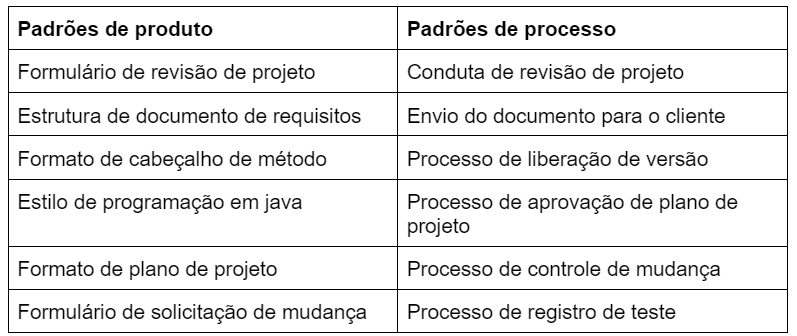 Padrões de produto
Padrões de processo
Formulário de revisão de projeto
Conduta de revisão de projeto
Estrutura de documento de requisitos
Envio do documento para o cliente
Formato de cabeçalho de método
Processo de liberação de versão
Estilo de programação em java
Processo de aprovação de plano de
projeto
Formato de plano de projeto
Processo de controle de mudança
Formulário de solicitação de mudança
Processo de registro de teste